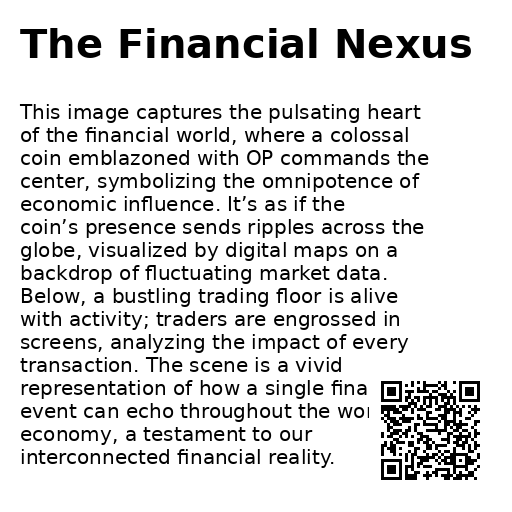 The Financial Nexus
This image captures the pulsating heart
of the financial world, where a colossal
coin emblazoned with OP commands the
center, symbolizing the omnipotence of
economic influence. It’s as if the
coin’s presence sends ripples across the
globe, visualized by digital maps on a
backdrop of fluctuating market data.
Below, a bustling trading floor is alive
with activity; traders are engrossed in
screens, analyzing the impact of every
transaction. The scene is a vivid
representation of how a single
event can echo throughout the
economy, a testament to our
interconnected financial reality.